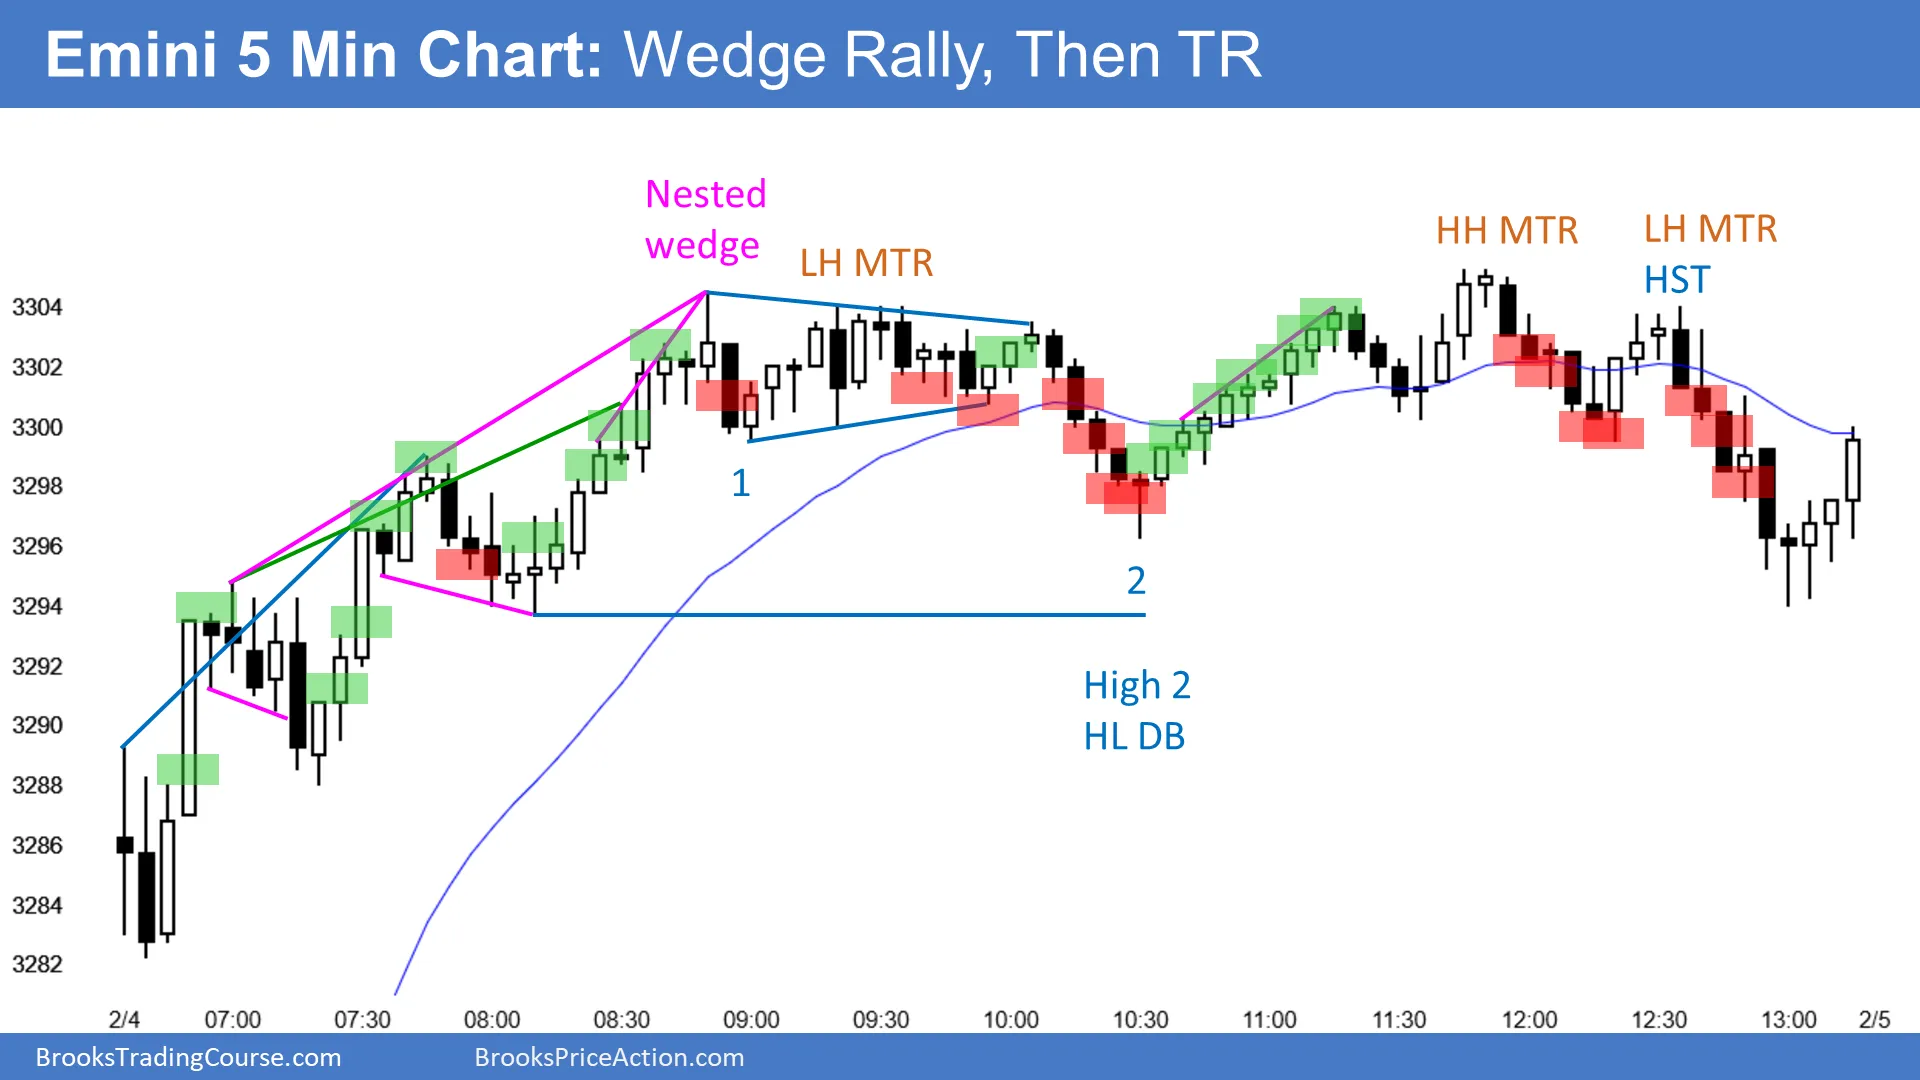 Emini 5 Min Chart: Wedge Rally, Then TR
Nested
wedge
LH MTR
HH MTR
LH MTR
HST
3304
3302
3300
3298
3296
3294
3292
3290
3288
3286
3284
3282
1
2
High 2
HL DB
2/4 07:00 07:30 08:00 08:30 09:00 09:30 10:00 10:30 11:00 11:30 12:00 12:30 13:00 2/5
BrooksTradingCourse.com BrooksPriceAction.com